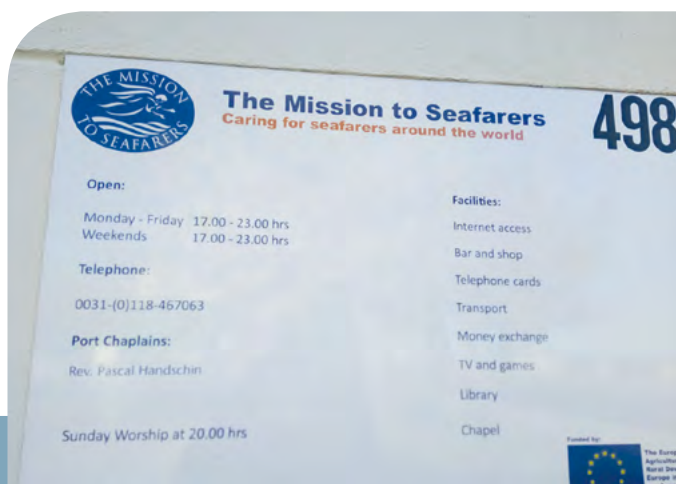 THE MISSION
TO SEAFARERS
The Mission to Seafarers
Caring for seafarers around the world
498
Open:
Monday - Friday 17.00 - 23.00 hrs
Weekends 17.00 - 23.00 hrs
Telephone:
0031-(0)118-467063
Port Chaplains:
Rev. Pascal Handschin
Sunday Worship at 20.00 hrs
Facilities:
Internet access
Bar and shop
Telephone cards
Transport
Money exchange
TV and games
Library
Chapel
Funded by:
The
Rural
Europe